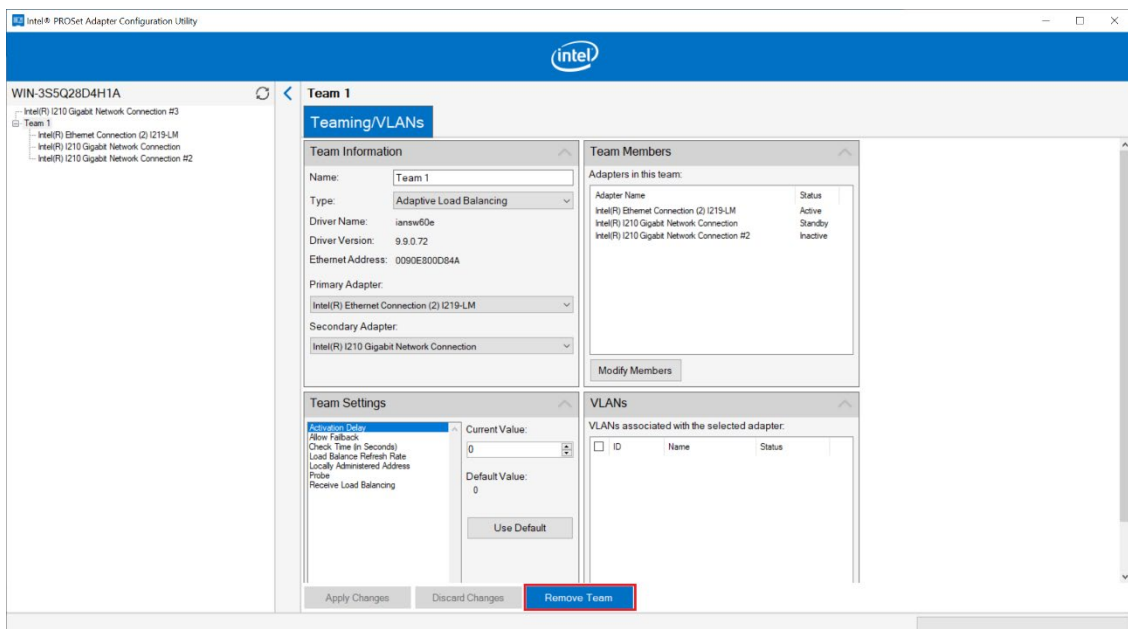 Intel® PROSet Adapter Configuration Utility
intel
WIN-3S5Q28D4H1A
Intel(R) I210 Gigabit Network Connection #3
Team 1
Intel(R) Ethernet Connection (2) I219-LM
Intel(R) I210 Gigabit Network Connection
Intel(R) I210 Gigabit Network Connection #2
Team 1
Teaming/VLANs
Team Information
Name: Team 1
Type: Adaptive Load Balancing
Driver Name: iansw60e
Driver Version: 9.9.0.72
Ethernet Address: 0090E800D84A
Primary Adapter:
Intel(R) Ethernet Connection (2) I219-LM
Secondary Adapter:
Intel(R) I210 Gigabit Network Connection
Team Members
Adapters in this team:
Adapter Name Status
Intel(R) Ethernet Connection (2) I219-LM Active
Intel(R) I210 Gigabit Network Connection Standby
Intel(R) I210 Gigabit Network Connection #2 Inactive
Modify Members
Team Settings
Activation Delay
Allow Failback
Check Time (in Seconds)
Load Balance Refresh Rate
Locally Administered Address
Probe
Receive Load Balancing
Current Value:
0
Default Value:
0
Use Default
VLANs
VLANs associated with the selected adapter:
ID Name Status
Apply Changes Discard Changes Remove Team